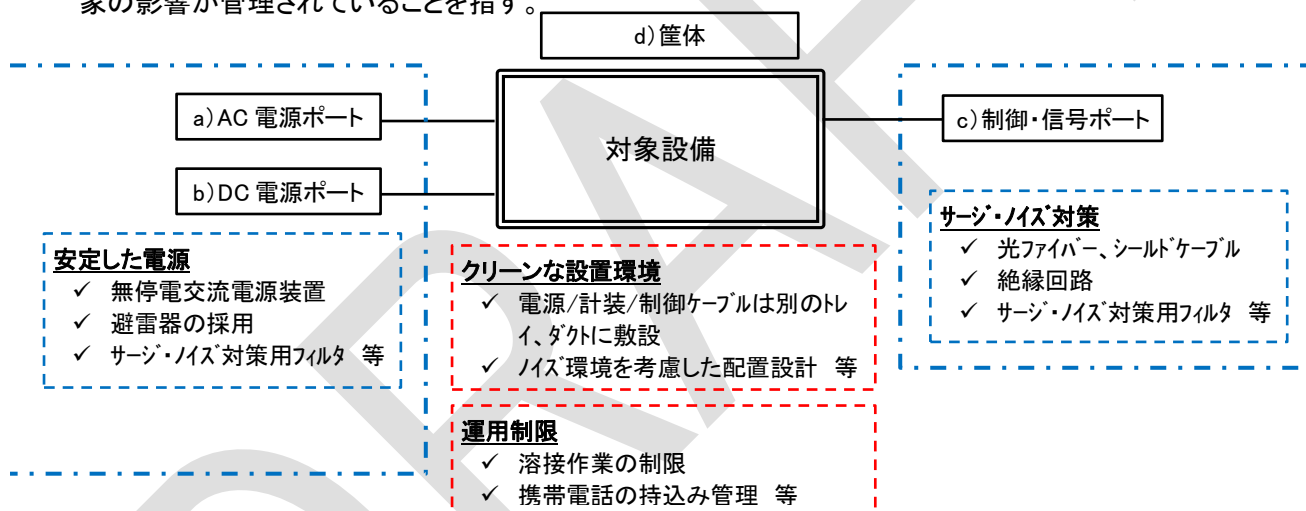 象の影響が管理されていることを指す。
d）筐体
a）AC 電源ポート
b）DC 電源ポート
対象設備
c）制御・信号ポート
安定した電源
✓ 無停電交流電源装置
✓ 避雷器の採用
✓ ｻｰｼﾞ・ﾉｲｽﾞ対策用ﾌｨﾙﾀ 等
クリーンな設置環境
✓ 電源/計装/制御ケーブルは別のﾄﾚ
ｲ、ﾀﾞｸﾄに敷設
✓ ﾉｲｽﾞ環境を考慮した配置設計 等
運用制限
✓ 溶接作業の制限
✓ 携帯電話の持込み管理 等
ｻｰｼﾞ・ﾉｲｽﾞ対策
✓ 光ﾌｧｲﾊﾞｰ、ｼｰﾙﾄﾞｹｰﾌﾞﾙ
✓ 絶縁回路
✓ ｻｰｼﾞ・ﾉｲｽﾞ対策用ﾌｨﾙﾀ 等